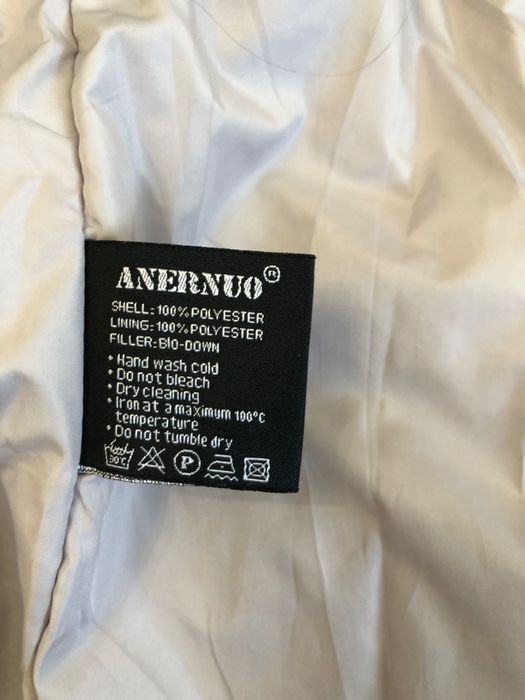 ANERNUO®
SHELL: 100% POLYESTER
LINING: 100% POLYESTER
FILLER: BIO-DOWN
· Hand wash cold
· Do not bleach
· Dry cleaning
· Iron at a maximum 100°C
temperature
· Do not tumble dry
30°C P